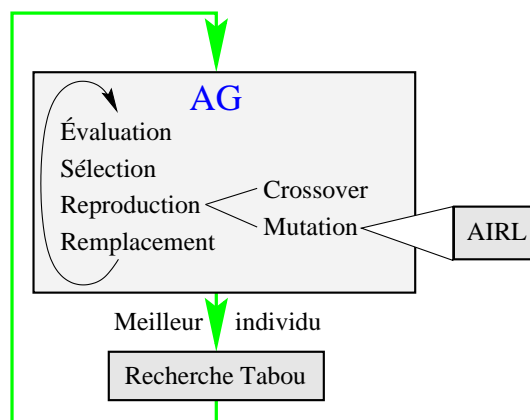 AG
Évaluation
Sélection
Reproduction
Remplacement
Crossover
Mutation
AIRL
Meilleur individu
Recherche Tabou